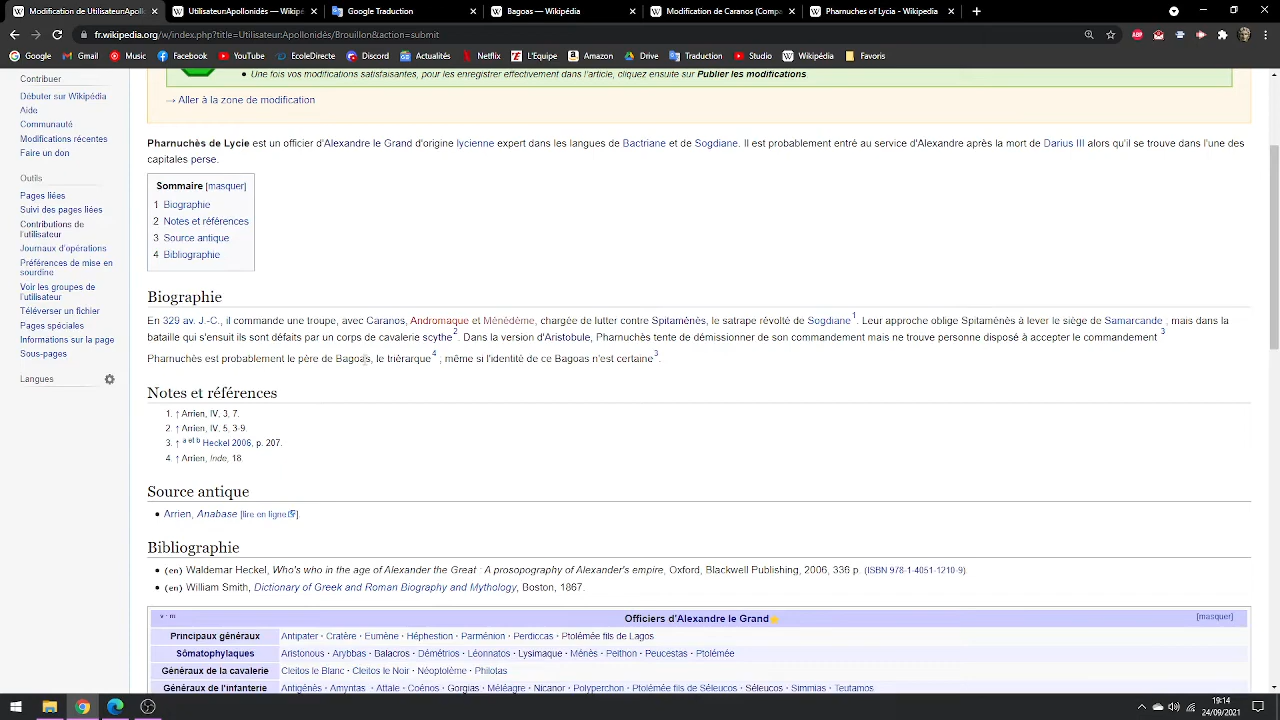 Modification de UtilisateurApoll
UtilisateurApollonidès — Wikipé
Google Traduction
Bagoas — Wikipédia
Modification de Caranos (Compa
Pharnuches of Lycia - Wikipedia
fr.wikipedia.org/w/index.php?title=Utilisateur:Apollonidès/Brouillon&action=submit
Google Gmail Music Facebook YouTube EcoleDirecte Discord Actualités Netflix L'Equipe Amazon Drive Traduction Studio Wikipédia Favoris
Contribuer
Débuter sur Wikipédia
Aide
Communauté
Modifications récentes
Faire un don
Outils
Pages liées
Suivi des pages liées
Contributions de
l'utilisateur
Journaux d'opérations
Préférences de mise en
sourdine
Voir les groupes de
l'utilisateur
Téléverser un fichier
Pages spéciales
Informations sur la page
Sous-pages
Langues
• Une fois vos modifications satisfaisantes, pour les enregistrer effectivement dans l'article, cliquez ensuite sur Publier les modifications
→ Aller à la zone de modification
Pharnuchès de Lycie est un officier d'Alexandre le Grand d'origine lycienne expert dans les langues de Bactriane et de Sogdiane. Il est probablement entré au service d'Alexandre après la mort de Darius III alors qu'il se trouve dans l'une des
capitales perse.
Sommaire [masquer]
1 Biographie
2 Notes et références
3 Source antique
4 Bibliographie
Biographie
En 329 av. J.-C., il commande une troupe, avec Caranos, Andromaque et Ménédème, chargée de lutter contre Spitaménès, le satrape révolté de Sogdiane1. Leur approche oblige Spitaménès à lever le siège de Samarcande, mais dans la
bataille qui s'ensuit ils sont défaits par un corps de cavalerie scythe2. Dans la version d'Aristobule, Pharnuchès tente de démissionner de son commandement mais ne trouve personne disposé à accepter le commandement3
Pharnuchès est probablement le père de Bagoas, le triérarque4 , même si l'identité de ce Bagoas n'est certaine3.
Notes et références
1. ↑ Arrien, IV, 3, 7.
2. ↑ Arrien, IV, 5, 3-9.
3. ↑ a et b Heckel 2006, p. 207.
4. ↑ Arrien, Inde, 18.
Source antique
• Arrien, Anabase [lire en ligne].
Bibliographie
• (en) Waldemar Heckel, Who's who in the age of Alexander the Great : A prosopography of Alexander's empire, Oxford, Blackwell Publishing, 2006, 336 p. (ISBN 978-1-4051-1210-9)
• (en) William Smith, Dictionary of Greek and Roman Biography and Mythology, Boston, 1867.
v · m
Officiers d'Alexandre le Grand
[masquer]
Principaux généraux Antipater · Cratère · Eumène · Héphestion · Parménion · Perdiccas · Ptolémée fils de Lagos
Sômatophylaques Aristonous · Arybbas · Balacros · Démétrios · Léonnatos · Lysimaque · Ménès · Peithon · Peucestas · Ptolémée
Généraux de la cavalerie Cleitos le Blanc · Cleitos le Noir · Néoptolème · Philotas
Généraux de l'infanterie Antigénès · Amyntas · Attale · Coénos · Gorgias · Méléagre · Nicanor · Polyperchon · Ptolémée fils de Séleucos · Séleucos · Simmias · Teutamos
19:14
24/09/2021